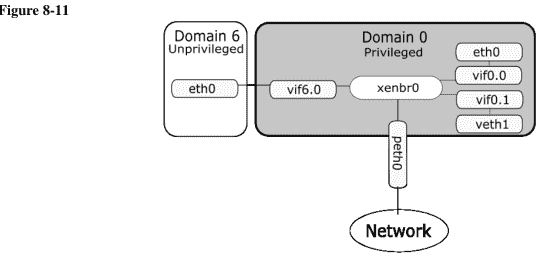 Figure 8-11
Domain 6
Unprivileged
eth0
Domain 0
Privileged
vif6.0
xenbr0
eth0
vif0.0
vif0.1
veth1
peth0
Network